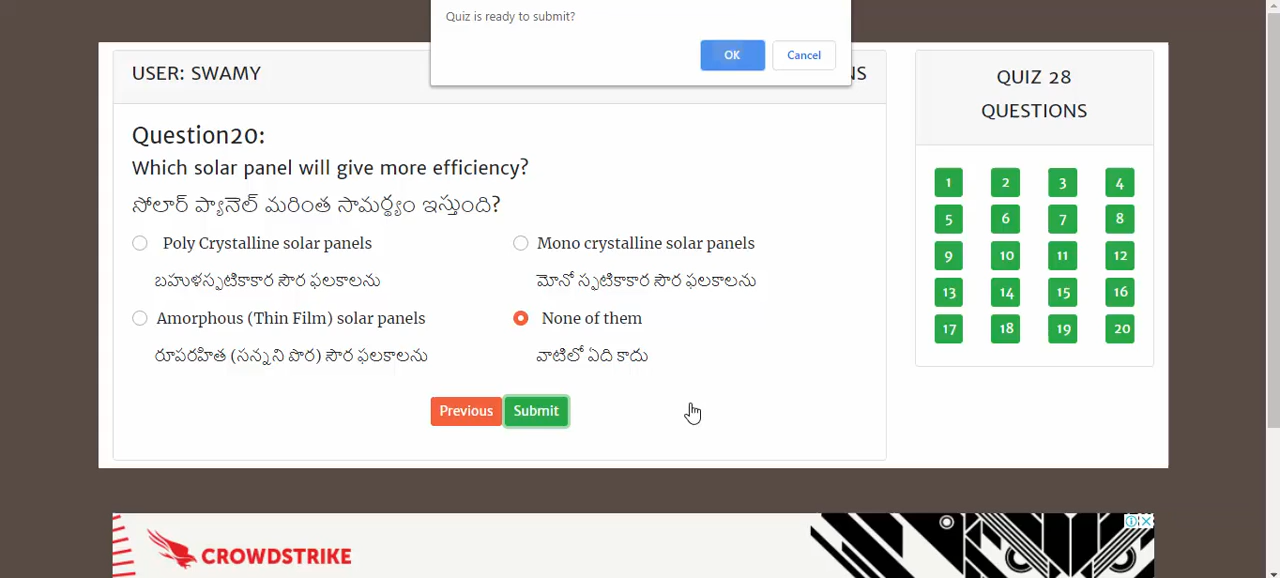 Quiz is ready to submit?
OK
Cancel
USER: SWAMY
NS
Question20:
Which solar panel will give more efficiency?
సోలార్ ప్యానెల్ మరింత సామర్థ్యం ఇస్తుంది?
Poly Crystalline solar panels
Mono crystalline solar panels
బహుళస్ఫటికాకార సౌర ఫలకాలను
మోనో స్ఫటికాకార సౌర ఫలకాలను
Amorphous (Thin Film) solar panels
None of them
రూపరహిత (సన్నని పొర) సౌర ఫలకాలను
వాటిలో ఏది కాదు
Previous
Submit
QUIZ 28
QUESTIONS
1 2 3 4
5 6 7 8
9 10 11 12
13 14 15 16
17 18 19 20
CROWDSTRIKE